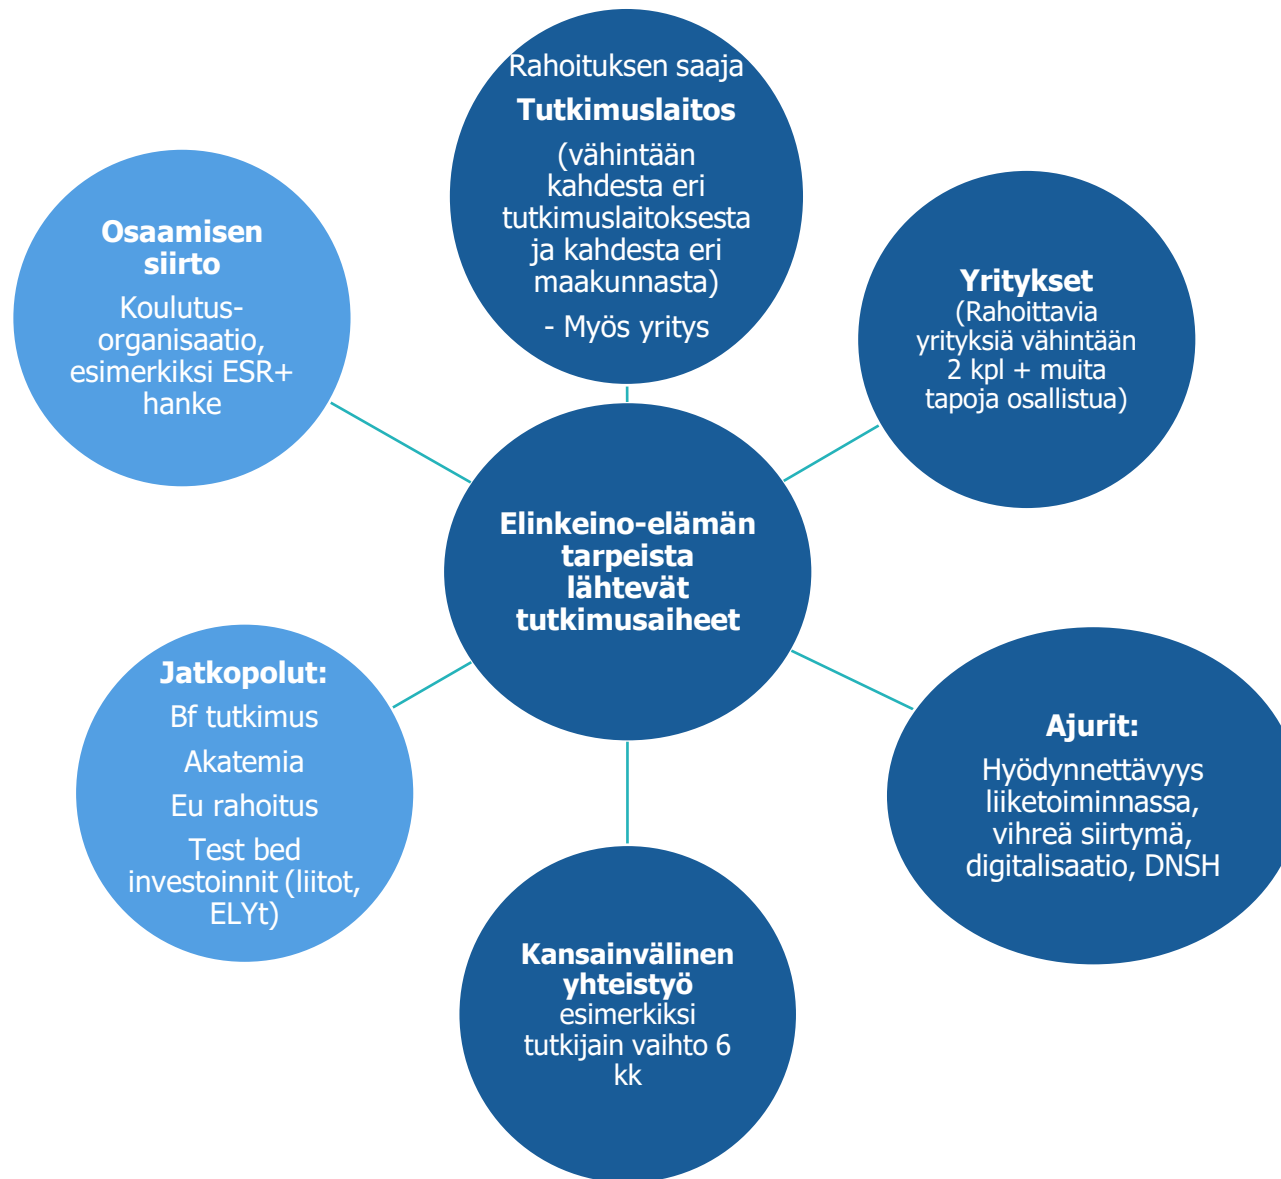 Rahoituksen saaja
Tutkimuslaitos
(vähintään
kahdesta eri
tutkimuslaitoksesta
ja kahdesta eri
maakunnasta)
- Myös yritys
Yritykset
(Rahoittavia
yrityksiä vähintään
2 kpl + muita
tapoja osallistua)
Ajurit:
Hyödynnettävyys
liiketoiminnassa,
vihreä siirtymä,
digitalisaatio, DNSH
Kansainvälinen
yhteistyö
esimerkiksi
tutkijain vaihto 6
kk
Jatkopolut:
Bf tutkimus
Akatemia
Eu rahoitus
Test bed
investoinnit (liitot,
ELYt)
Osaamisen
siirto
Koulutus-
organisaatio,
esimerkiksi ESR+
hanke
Elinkeino-elämän
tarpeista
lähtevät
tutkimusaiheet